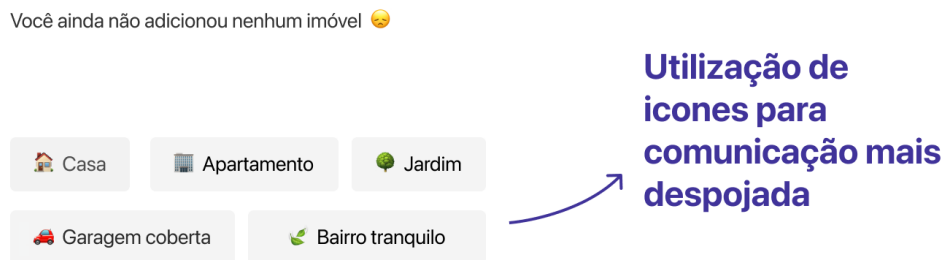 Você ainda não adicionou nenhum imóvel 😞
🏠 Casa
🏢 Apartamento
🌳 Jardim
🚗 Garagem coberta
🍃 Bairro tranquilo
Utilização de
icones para
comunicação mais
despojada